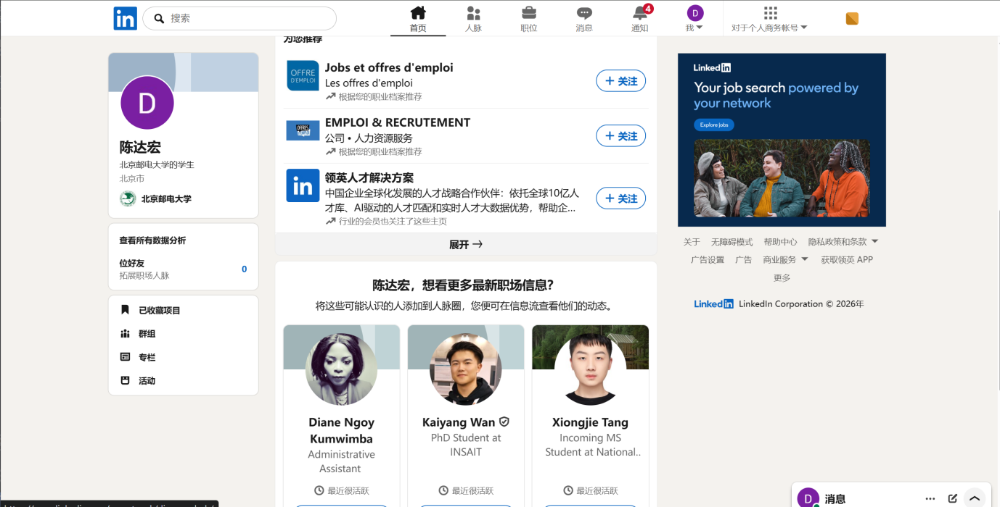 in
搜索
首页
人脉
职位
消息
4
通知
D
我
对于个人商务帐号
D
陈达宏
北京邮电大学的学生
北京市
北京邮电大学
查看所有数据分析
位好友
拓展职场人脉
0
已收藏项目
群组
专栏
活动
为您推荐
OFFRE
D'EMPLOI
Jobs et offres d'emploi
Les offres d'emploi
根据您的职业档案推荐
关注
EMPLOI & RECRUTEMENT
公司 • 人力资源服务
根据您的职业档案推荐
关注
in
领英人才解决方案
中国企业全球化发展的人才战略合作伙伴：依托全球10亿人
才库、AI驱动的人才匹配和实时人才大数据优势，帮助企...
行业的会员也关注了这些主页
关注
展开
陈达宏，想看更多最新职场信息?
将这些可能认识的人添加到人脉圈，您便可在信息流查看他们的动态。
Diane Ngoy
Kumwimba
Administrative
Assistant
最近很活跃
Kaiyang Wan
PhD Student at
INSAIT
最近很活跃
Xiongjie Tang
Incoming MS
Student at National..
最近很活跃
LinkedIn
Your job search powered by
your network
Explore jobs
关于 无障碍模式 帮助中心 隐私政策和条款
广告设置 广告 商业服务 获取领英 APP
更多
LinkedIn LinkedIn Corporation © 2026年
D
消息